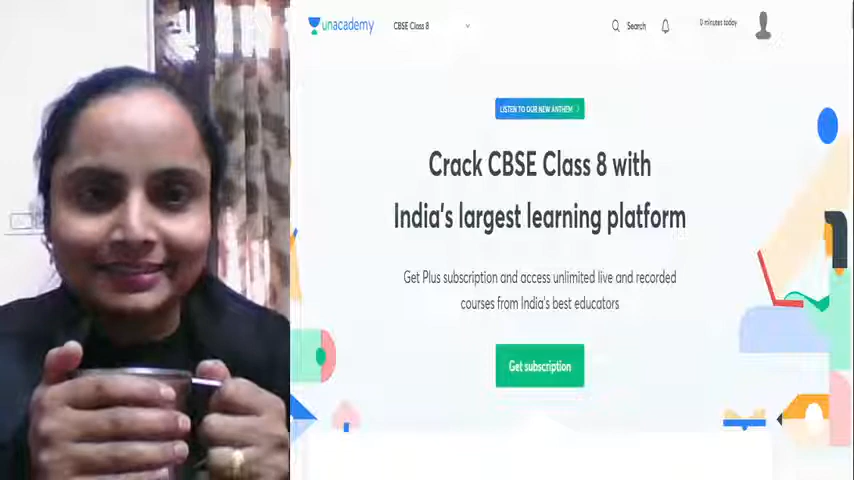 unacademy
CBSE Class 8
Search
0 minutes today
LISTEN TO OUR NEW ANTHEM
Crack CBSE Class 8 with
India's largest learning platform
Get Plus subscription and access unlimited live and recorded
courses from India's best educators
Get subscription